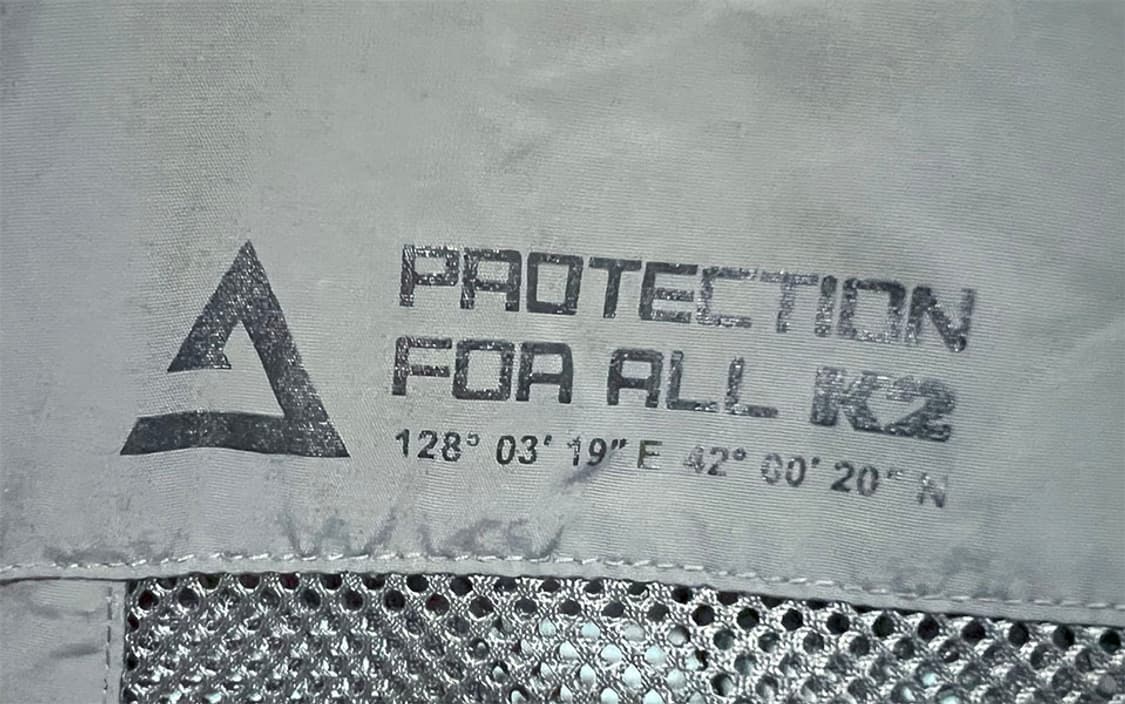 PROTECTION
FOR ALL K2
128° 03' 19" E 42° 00' 20" N